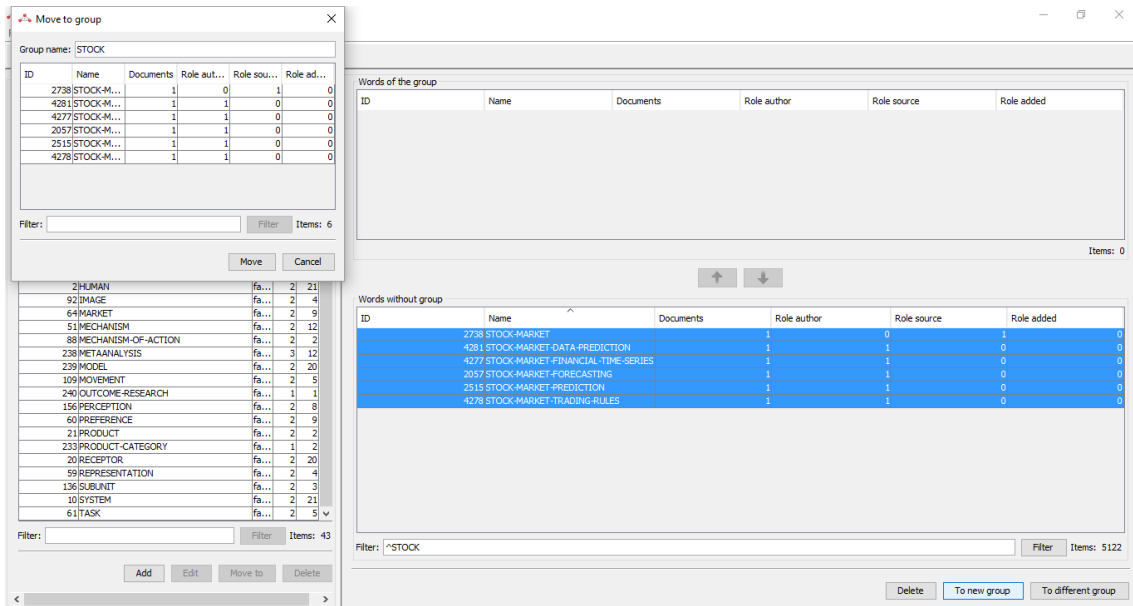 Move to group
Group name: STOCK
ID Name Documents Role aut... Role sou... Role ad...
2738 STOCK-M... 1 0 1 0
4281 STOCK-M... 1 1 0 0
4277 STOCK-M... 1 1 0 0
2057 STOCK-M... 1 1 0 0
2515 STOCK-M... 1 1 0 0
4278 STOCK-M... 1 1 0 0
Filter: Filter Items: 6
Move Cancel
2 HUMAN fa... 2 21
92 IMAGE fa... 2 4
64 MARKET fa... 2 9
51 MECHANISM fa... 2 12
88 MECHANISM-OF-ACTION fa... 2 2
238 METAANALYSIS fa... 3 12
239 MODEL fa... 2 20
109 MOVEMENT fa... 2 5
240 OUTCOME-RESEARCH fa... 1 1
156 PERCEPTION fa... 2 8
60 PREFERENCE fa... 2 9
21 PRODUCT fa... 2 2
233 PRODUCT-CATEGORY fa... 1 2
20 RECEPTOR fa... 2 20
59 REPRESENTATION fa... 2 4
136 SUBUNIT fa... 2 3
10 SYSTEM fa... 2 21
61 TASK fa... 2 5
Filter: Filter Items: 43
Add Edit Move to Delete
Words of the group
ID Name Documents Role author Role source Role added
Items: 0
Words without group
ID Name Documents Role author Role source Role added
2738 STOCK-MARKET 1 0 1 0
4281 STOCK-MARKET-DATA-PREDICTION 1 1 0 0
4277 STOCK-MARKET-FINANCIAL-TIME-SERIES 1 1 0 0
2057 STOCK-MARKET-FORECASTING 1 1 0 0
2515 STOCK-MARKET-PREDICTION 1 1 0 0
4278 STOCK-MARKET-TRADING-RULES 1 1 0 0
Filter: ^STOCK Filter Items: 5122
Delete To new group To different group